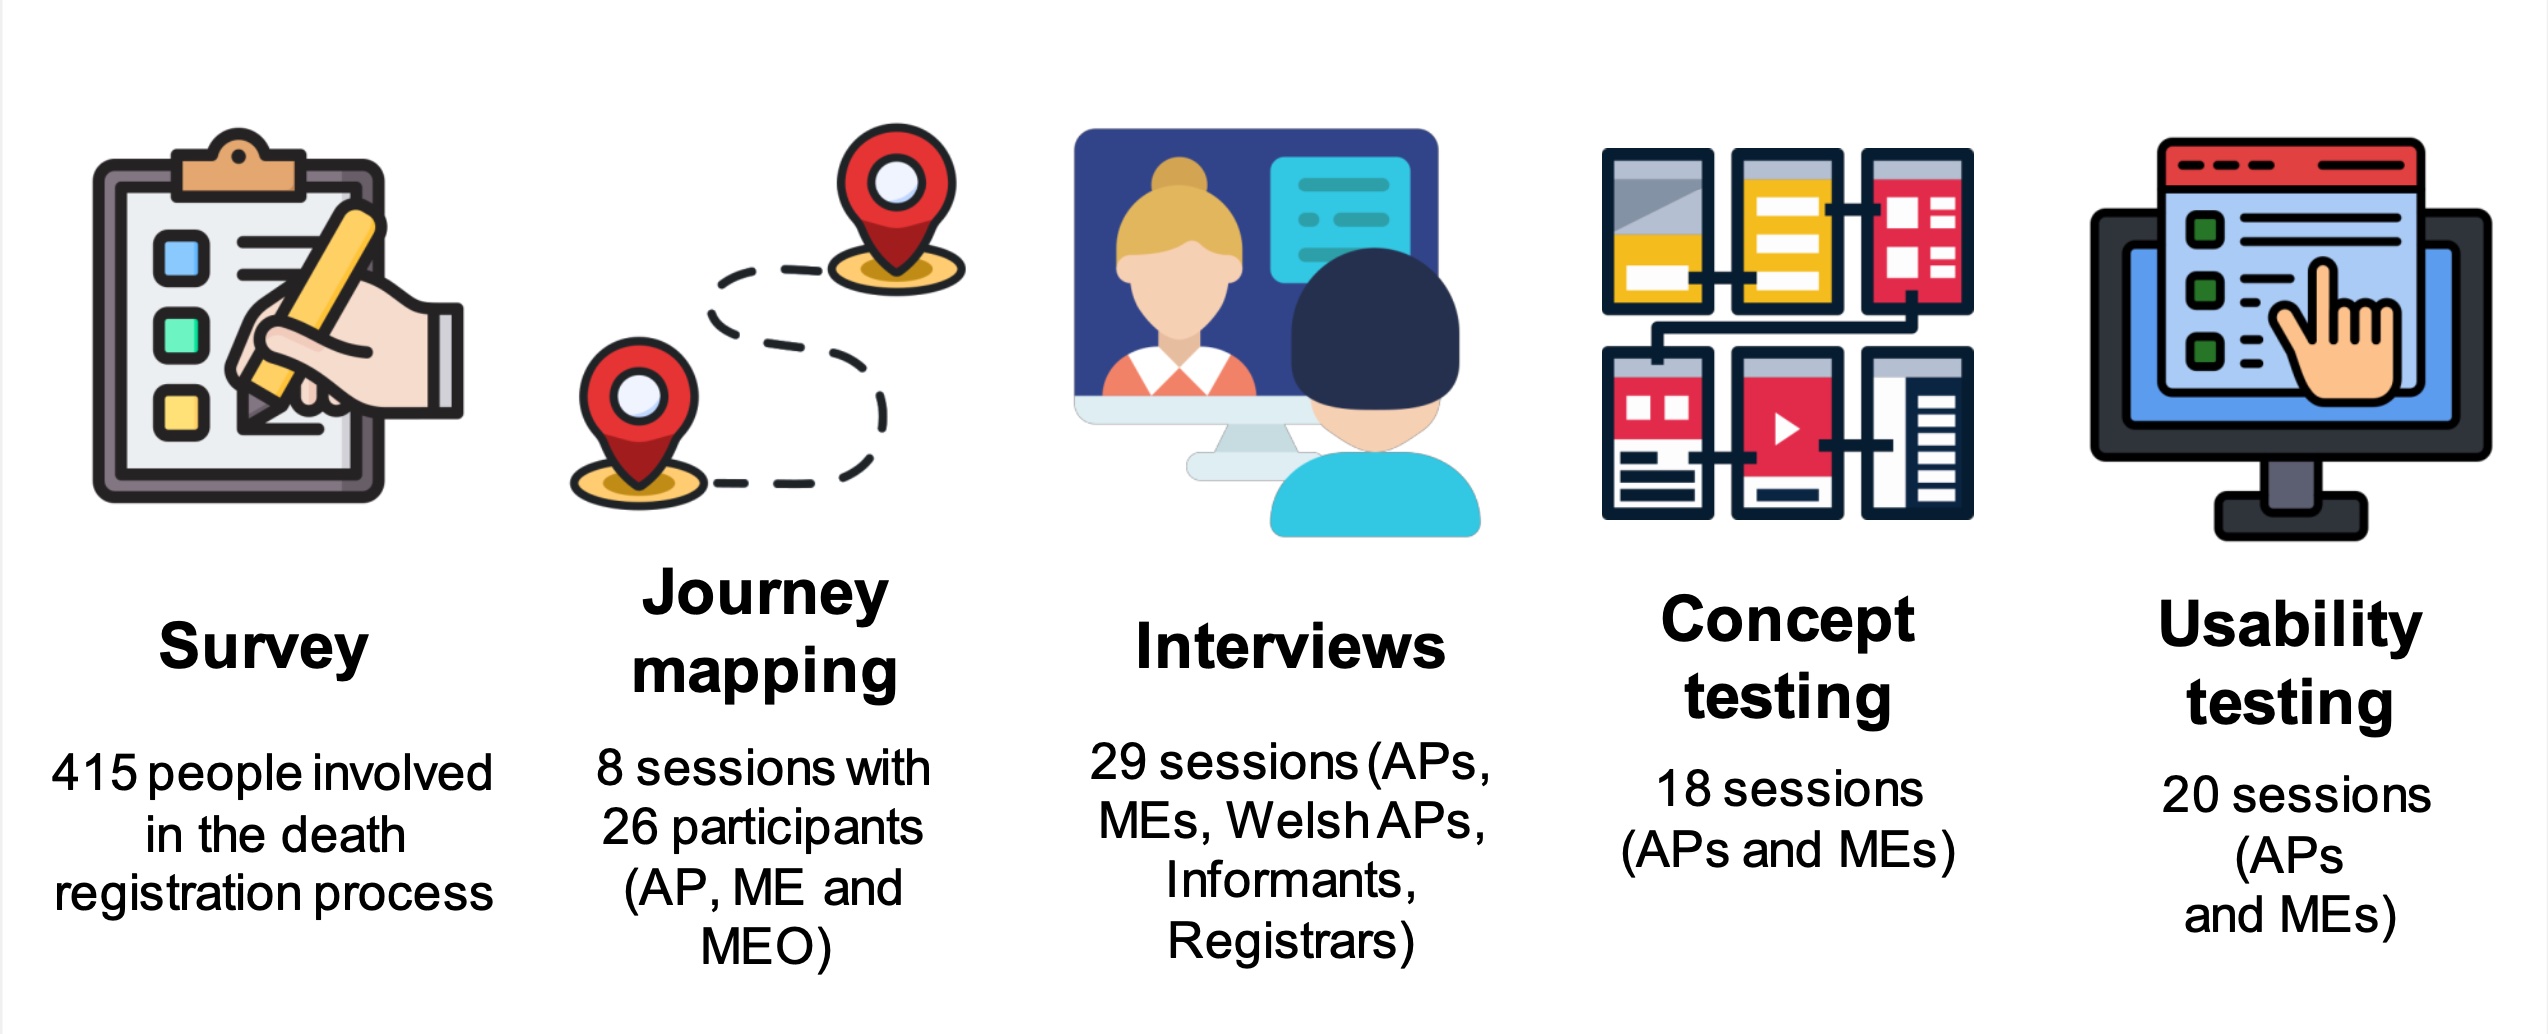 Survey
415 people involved
in the death
registration process
Journey
mapping
8 sessions with
26 participants
(AP, ME and
MEO)
Interviews
29 sessions (APs,
MEs, Welsh APs,
Informants,
Registrars)
Concept
testing
18 sessions
(APs and MEs)
Usability
testing
20 sessions
(APs
and MEs)